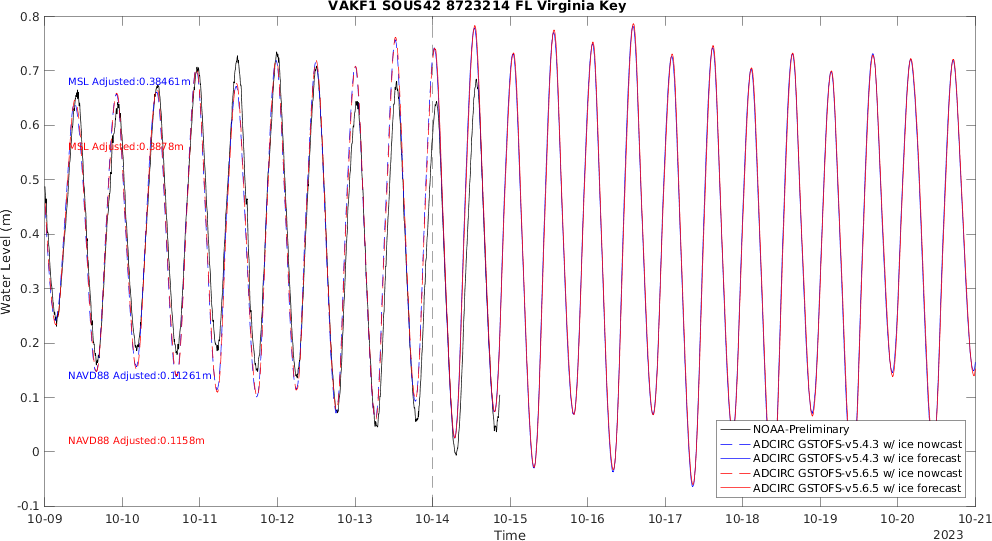 VAKF1 SOUS42 8723214 FL Virginia Key
0.8
0.7
0.6
0.5
0.4
0.3
0.2
0.1
0
-0.1
Water Level (m)
MSL Adjusted:0.38461m
MSL Adjusted:0.3878m
NAVD88 Adjusted:0.11261m
NAVD88 Adjusted:0.1158m
NOAA-Preliminary
ADCIRC GSTOFS-v5.4.3 w/ ice nowcast
ADCIRC GSTOFS-v5.4.3 w/ ice forecast
ADCIRC GSTOFS-v5.6.5 w/ ice nowcast
ADCIRC GSTOFS-v5.6.5 w/ ice forecast
10-09 10-10 10-11 10-12 10-13 10-14 10-15 10-16 10-17 10-18 10-19 10-20 10-21
Time
2023